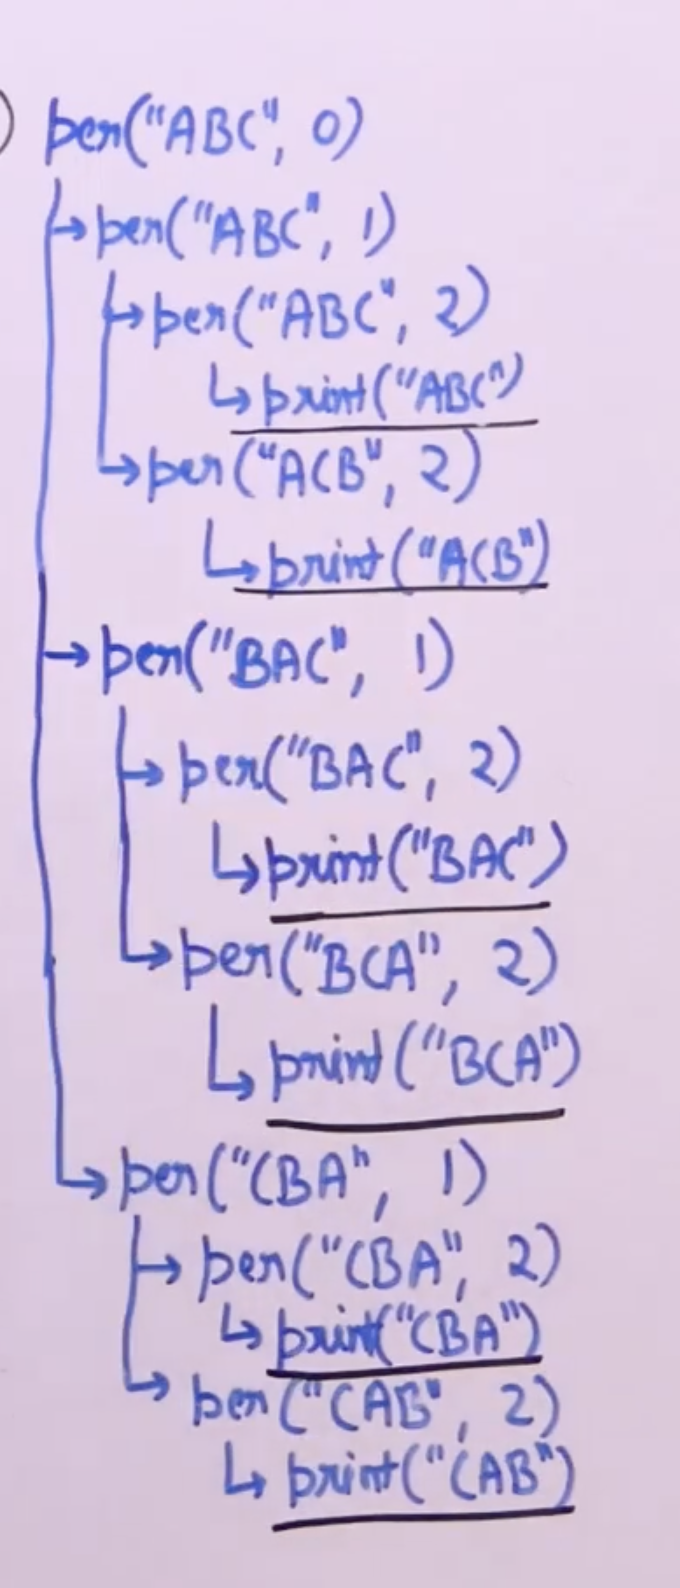 per("ABC", 0)
per("ABC", 1)
per("ABC", 2)
print("ABC")
per("ACB", 2)
print("ACB")
per("BAC", 1)
per("BAC", 2)
print("BAC")
per("BCA", 2)
print("BCA")
per("CBA", 1)
per("CBA", 2)
print("CBA")
per("CAB", 2)
print("CAB")